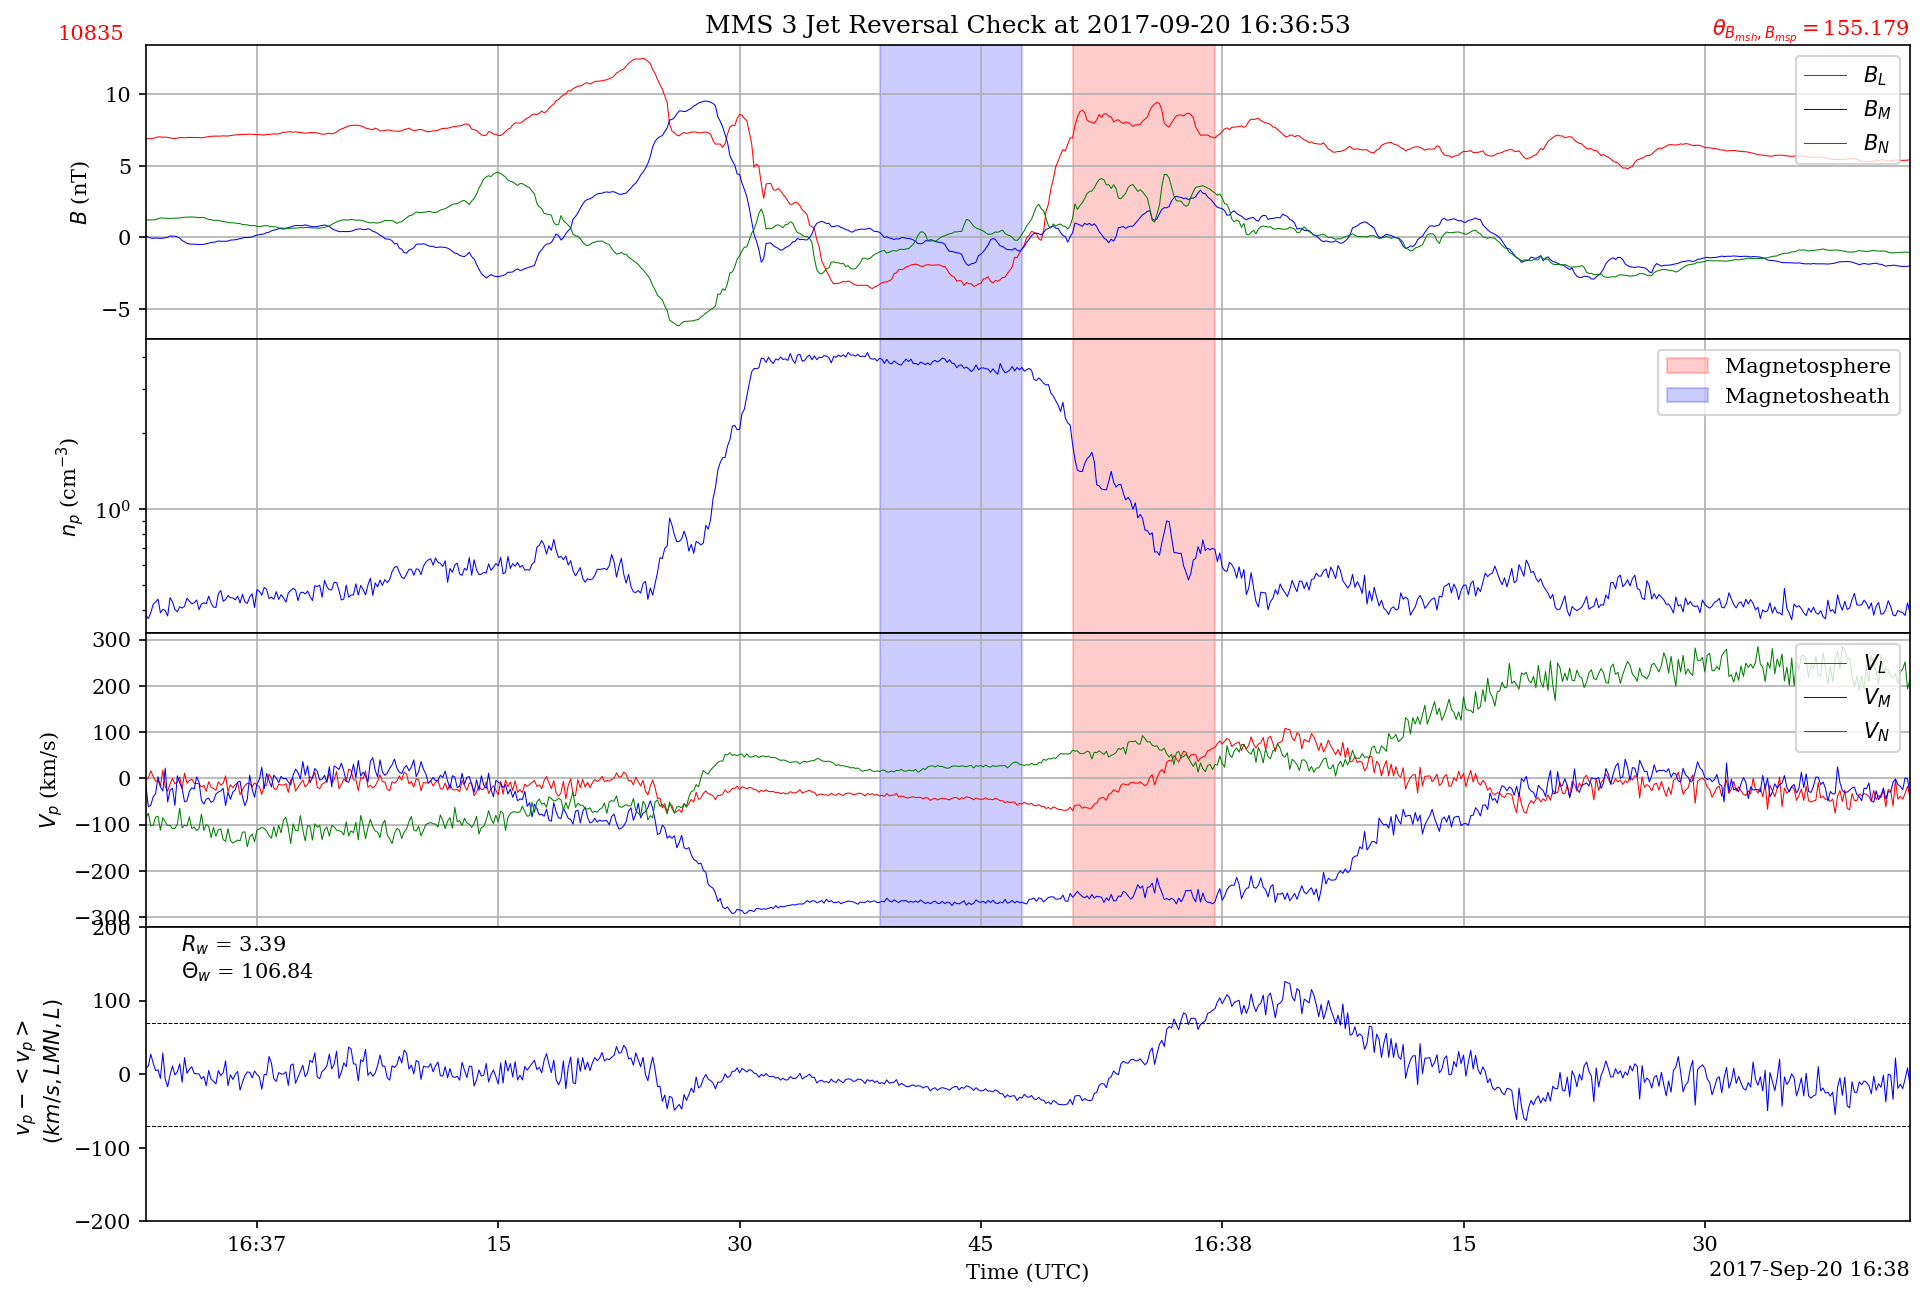 MMS 3 Jet Reversal Check at 2017-09-20 16:36:53
10835
θ_{B_{msh}, B_{msp}} = 155.179
10
5
0
−5
B (nT)
B_L
B_M
B_N
10^0
n_p (cm^{−3})
Magnetosphere
Magnetosheath
300
200
100
0
−100
−200
−300
V_p (km/s)
V_L
V_M
V_N
200
100
0
−100
−200
v_p − < v_p >
(km/s, LMN, L)
R_w = 3.39
Θ_w = 106.84
16:37
15
30
45
16:38
15
30
Time (UTC)
2017-Sep-20 16:38